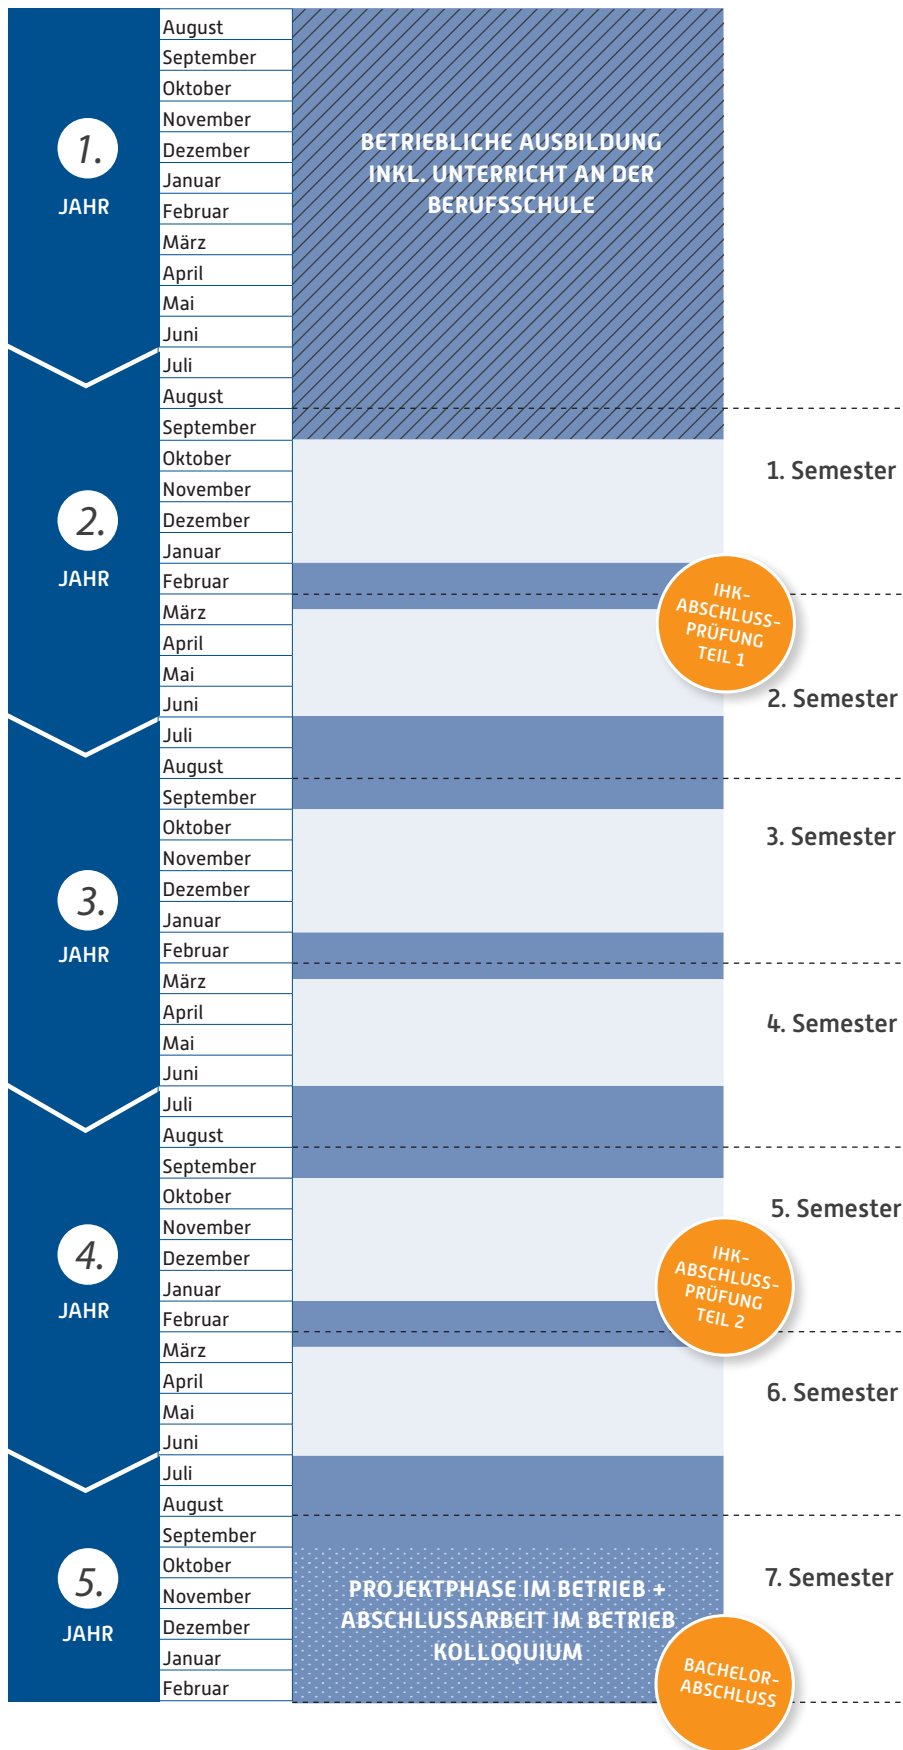 1.
JAHR
August
September
Oktober
November
Dezember
Januar
Februar
März
April
Mai
Juni
Juli
BETRIEBLICHE AUSBILDUNG
INKL. UNTERRICHT AN DER
BERUFSSCHULE
2.
JAHR
August
September
Oktober
November
Dezember
Januar
Februar
März
April
Mai
Juni
Juli
1. Semester
IHK-
ABSCHLUSS-
PRÜFUNG
TEIL 1
2. Semester
3.
JAHR
August
September
Oktober
November
Dezember
Januar
Februar
März
April
Mai
Juni
Juli
3. Semester
4. Semester
4.
JAHR
August
September
Oktober
November
Dezember
Januar
Februar
März
April
Mai
Juni
Juli
5. Semester
IHK-
ABSCHLUSS-
PRÜFUNG
TEIL 2
6. Semester
5.
JAHR
August
September
Oktober
November
Dezember
Januar
Februar
PROJEKTPHASE IM BETRIEB +
ABSCHLUSSARBEIT IM BETRIEB
KOLLOQUIUM
7. Semester
BACHELOR-
ABSCHLUSS